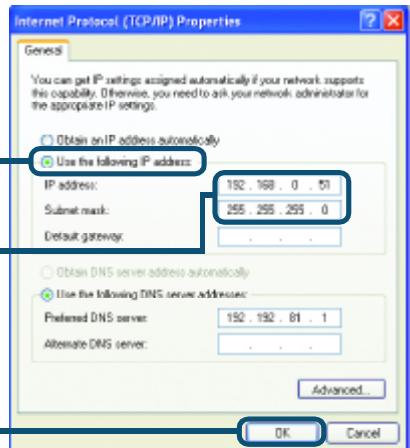 Internet Protocol (TCP/IP) Properties
General
You can get IP settings assigned automatically if your network supports
this capability. Otherwise, you need to ask your network administrator for
the appropriate IP settings.
Obtain an IP address automatically
Use the following IP address:
IP address: 192 . 168 . 0 . 51
Subnet mask: 255 . 255 . 255 . 0
Default gateway: . . .
Obtain DNS server address automatically
Use the following DNS server addresses:
Preferred DNS server: 192 . 192 . 81 . 1
Alternate DNS server: . . .
Advanced...
OK Cancel